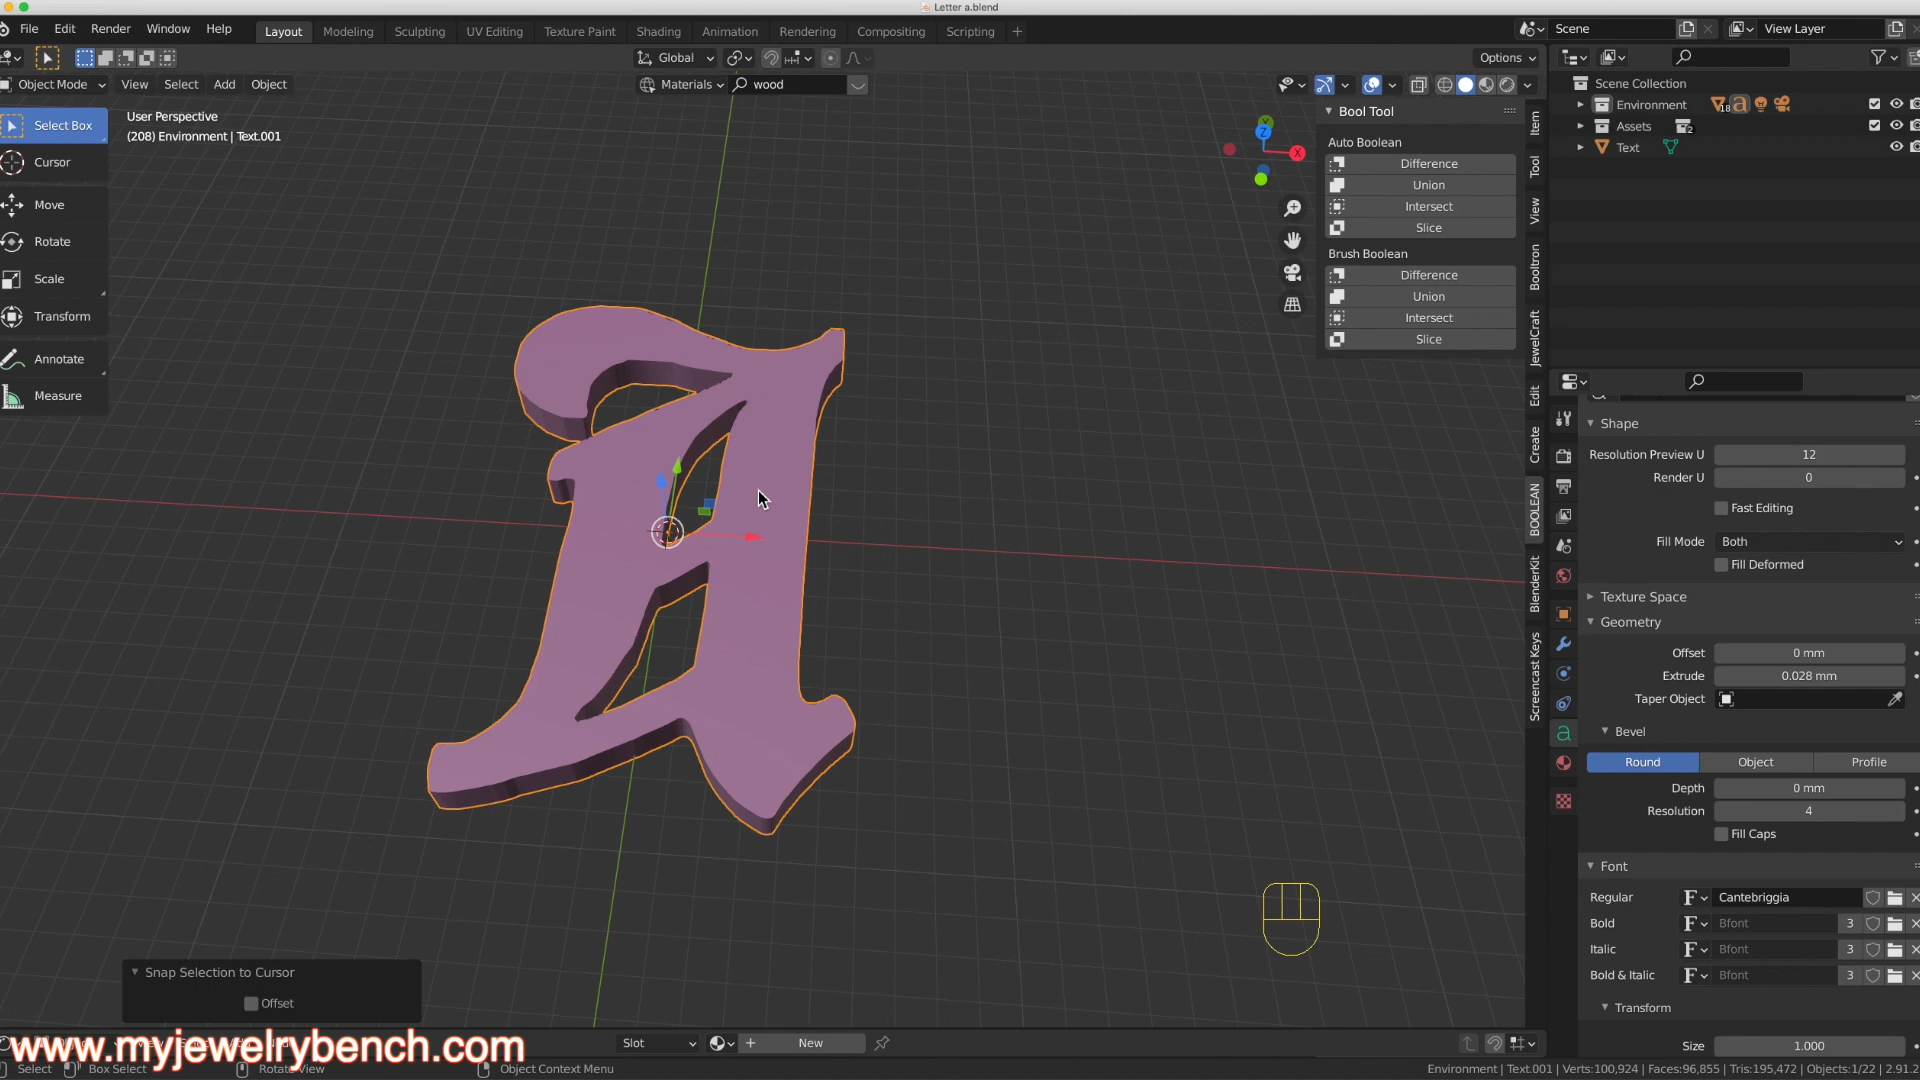 Letter a.blend
File Edit Render Window Help Layout Modeling Sculpting UV Editing Texture Paint Shading Animation Rendering Compositing Scripting +
Scene View Layer
Global Options
Object Mode View Select Add Object Materials wood
Select Box
Cursor
Move
Rotate
Scale
Transform
Annotate
Measure
User Perspective
(208) Environment | Text.001
Y
Z
X
Bool Tool
Auto Boolean
Difference
Union
Intersect
Slice
Brush Boolean
Difference
Union
Intersect
Slice
Item
Tool
View
Booltron
JewelCraft
Edit
Create
BOOLEAN
BlenderKit
Screencast Keys
Scene Collection
Environment 18
Assets 2
Text
Shape
Resolution Preview U 12
Render U 0
Fast Editing
Fill Mode Both
Fill Deformed
Texture Space
Geometry
Offset 0 mm
Extrude 0.028 mm
Taper Object
Bevel
Round Object Profile
Depth 0 mm
Resolution 4
Fill Caps
Font
Regular Cantebriggia
Bold Bfont 3
Italic Bfont 3
Bold & Italic Bfont 3
Transform
Size 1.000
Snap Selection to Cursor
Offset
Slot + New
www.myjewelrybench.com
Select Box Select Rotate View Object Context Menu
Environment | Text.001 | Verts:100,924 | Faces:96,855 | Tris:195,472 | Objects:1/22 | 2.91.2